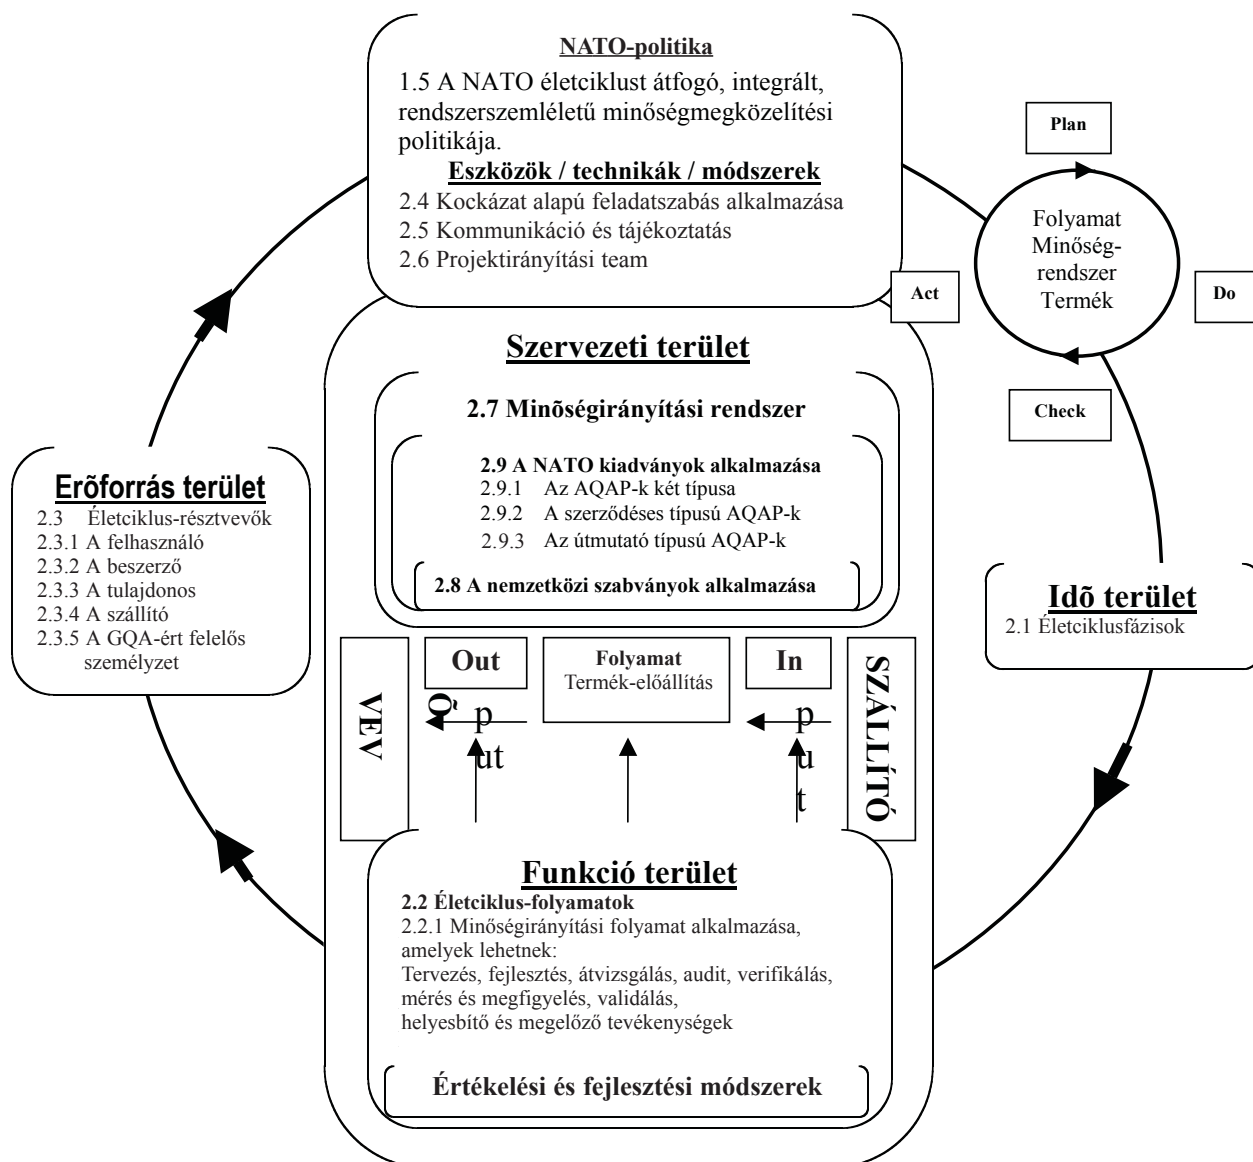 NATO-politika
1.5 A NATO életciklust átfogó, integrált,
rendszerszemléletű minőségmegközelítési
politikája.
Eszközök / technikák / módszerek
2.4 Kockázat alapú feladatszabás alkalmazása
2.5 Kommunikáció és tájékoztatás
2.6 Projektirányítási team
Plan
Folyamat
Minőség-
rendszer
Termék
Act
Do
Check
Szervezeti terület
2.7 Minõségirányítási rendszer
2.9 A NATO kiadványok alkalmazása
2.9.1 Az AQAP-k két típusa
2.9.2 A szerződéses típusú AQAP-k
2.9.3 Az útmutató típusú AQAP-k
2.8 A nemzetközi szabványok alkalmazása
Erõforrás terület
2.3 Életciklus-résztvevők
2.3.1 A felhasználó
2.3.2 A beszerző
2.3.3 A tulajdonos
2.3.4 A szállító
2.3.5 A GQA-ért felelős
személyzet
Idõ terület
2.1 Életciklusfázisok
VEV
Õ
Out
p
ut
Folyamat
Termék-előállítás
In
p
u
t
SZÁLLÍTÓ
Funkció terület
2.2 Életciklus-folyamatok
2.2.1 Minőségirányítási folyamat alkalmazása,
amelyek lehetnek:
Tervezés, fejlesztés, átvizsgálás, audit, verifikálás,
mérés és megfigyelés, validálás,
helyesbítő és megelőző tevékenységek
Értékelési és fejlesztési módszerek